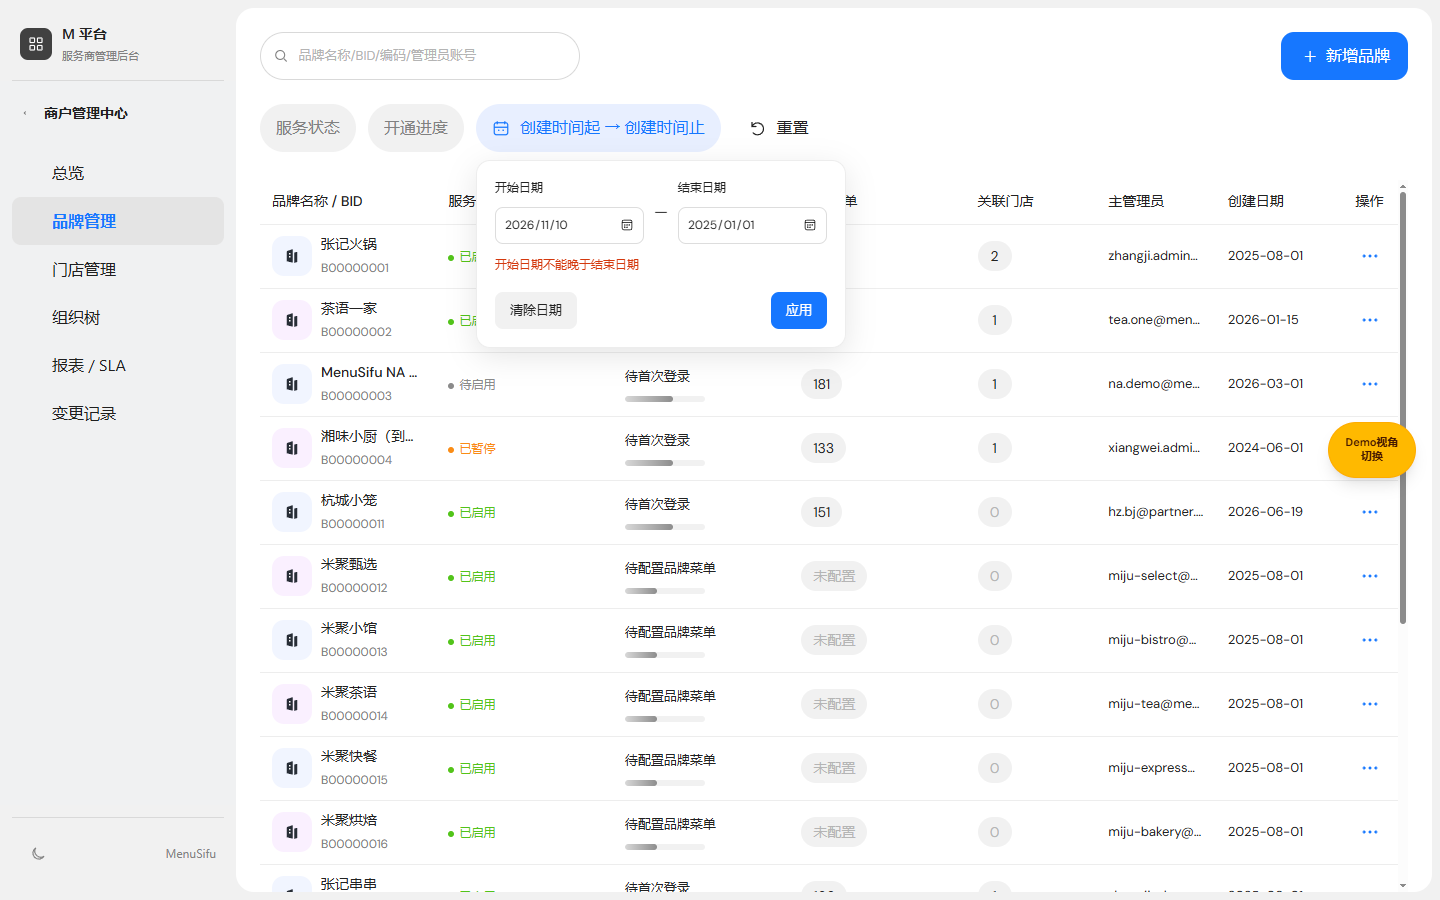 M 平台
服务商管理后台
商户管理中心
总览
品牌管理
门店管理
组织树
报表 / SLA
变更记录
MenuSifu
品牌名称/BID/编码/管理员账号
新增品牌
服务状态
开通进度
创建时间起 → 创建时间止
重置
开始日期
结束日期
2026/11/10
—
2025/01/01
开始日期不能晚于结束日期
清除日期
应用
品牌名称 / BID
服务
单
关联门店
主管理员
创建日期
操作
张记火锅
B00000001
2
zhangji.admin...
2025-08-01
茶语一家
B00000002
1
tea.one@men...
2026-01-15
MenuSifu NA ...
B00000003
待启用
待首次登录
181
1
na.demo@me...
2026-03-01
湘味小厨（到...
B00000004
已暂停
待首次登录
133
1
xiangwei.admi...
2024-06-01
Demo视角
切换
杭城小笼
B00000011
已启用
待首次登录
151
0
hz.bj@partner....
2026-06-19
米聚甄选
B00000012
已启用
待配置品牌菜单
未配置
0
miju-select@...
2025-08-01
米聚小馆
B00000013
已启用
待配置品牌菜单
未配置
0
miju-bistro@...
2025-08-01
米聚茶语
B00000014
已启用
待配置品牌菜单
未配置
0
miju-tea@me...
2025-08-01
米聚快餐
B00000015
已启用
待配置品牌菜单
未配置
0
miju-express...
2025-08-01
米聚烘焙
B00000016
已启用
待配置品牌菜单
未配置
0
miju-bakery@...
2025-08-01
张记串串
待首次登录